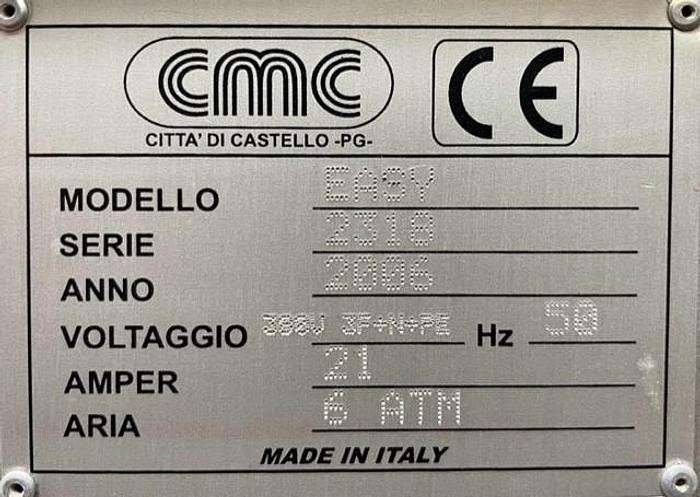 cmc
CITTA' DI CASTELLO -PG-
CE
MODELLO EASY
SERIE 2310
ANNO 2006
VOLTAGGIO 380V 3F+N+PE Hz 50
AMPER 21
ARIA 6 ATM
MADE IN ITALY